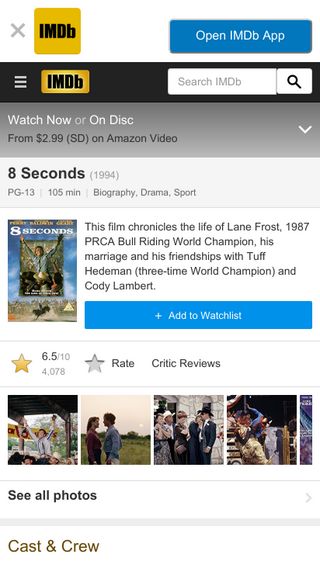 IMDb
Open IMDb App
IMDb
Search IMDb
Watch Now or On Disc
From $2.99 (SD) on Amazon Video
8 Seconds (1994)
PG-13 | 105 min | Biography, Drama, Sport
PERRY BALDWIN GEARY
8 SECONDS
This film chronicles the life of Lane Frost, 1987
PRCA Bull Riding World Champion, his
marriage and his friendships with Tuff
Hedeman (three-time World Champion) and
Cody Lambert.
+ Add to Watchlist
6.5/10
4,078
Rate
Critic Reviews
See all photos
Cast & Crew